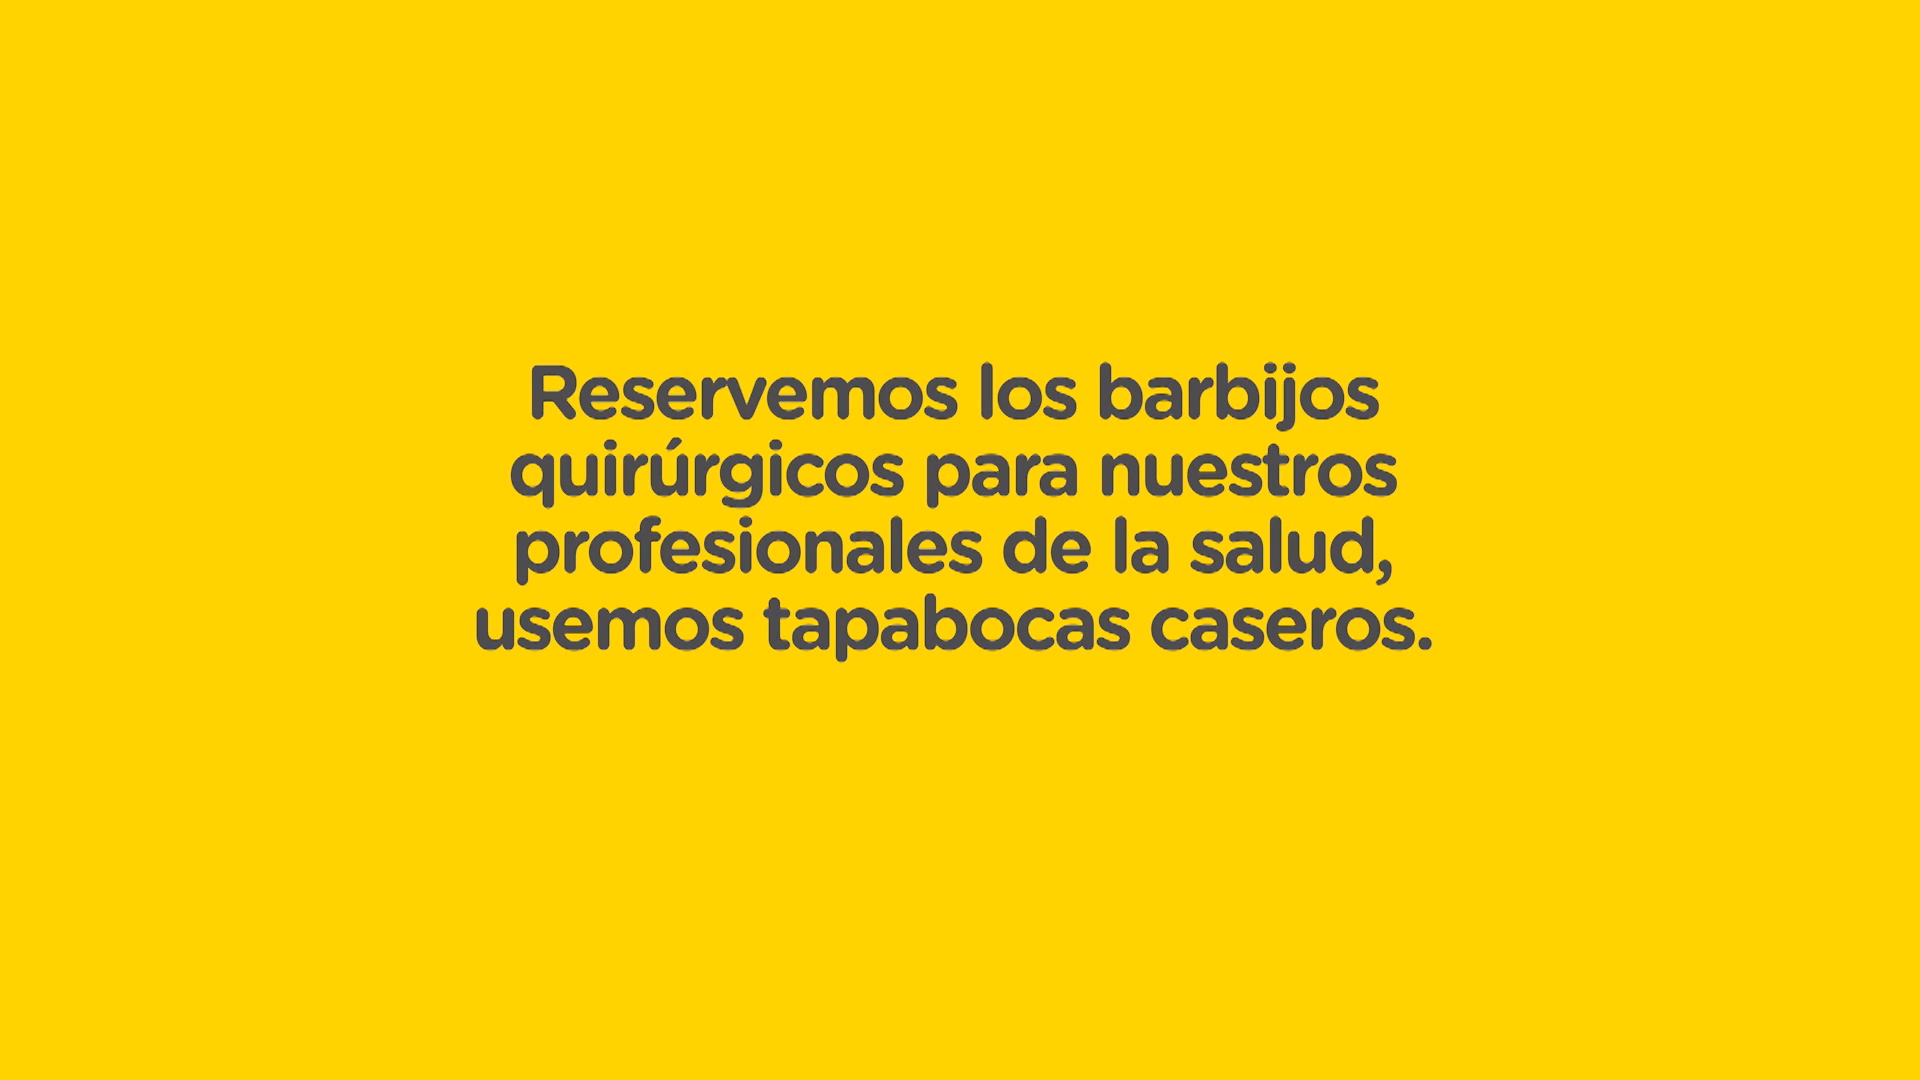 Reservemos los barbijos
quirúrgicos para nuestros
profesionales de la salud,
usemos tapabocas caseros.